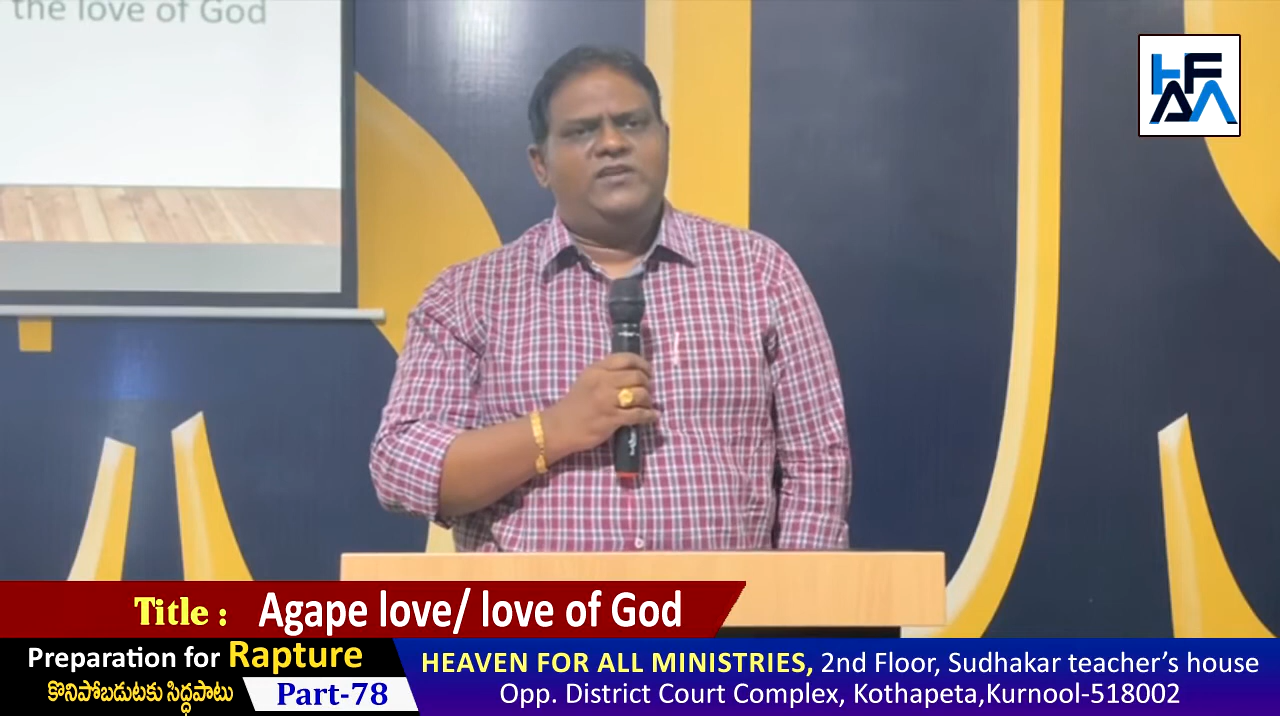 the love of God
HFAM
Title : Agape love/ love of God
Preparation for Rapture
కొనిపోబడుటకు సిద్ధపాటు
Part-78
HEAVEN FOR ALL MINISTRIES, 2nd Floor, Sudhakar teacher's house
Opp. District Court Complex, Kothapeta,Kurnool-518002